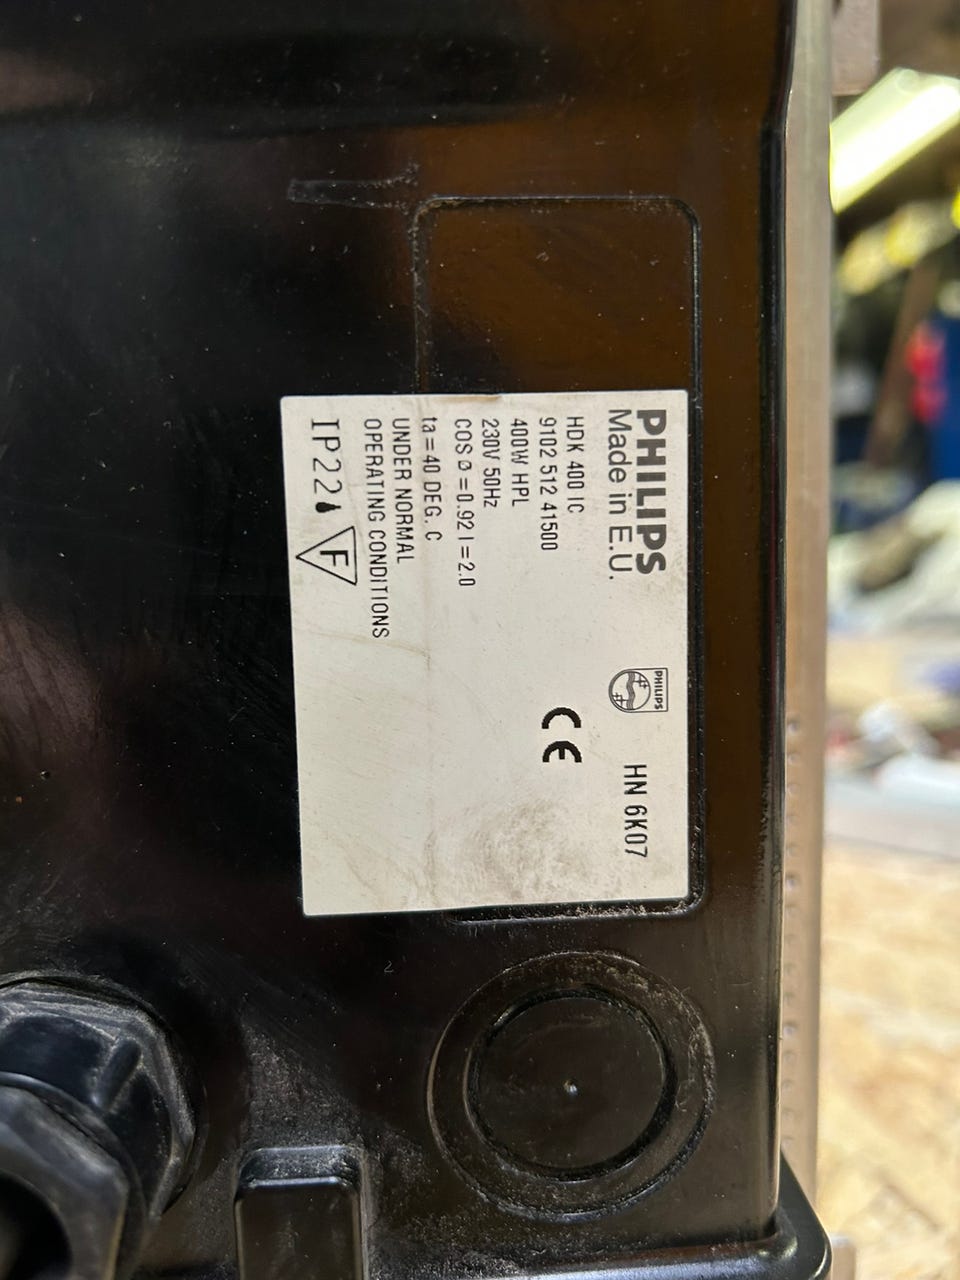 PHILIPS
Made in E.U.
PHILIPS
HN 6K07
HDK 400 IC
9102 512 41500
400W HPL
230V 50Hz
COS Ø = 0.92 I = 2.0
ta = 40 DEG. C
UNDER NORMAL
OPERATING CONDITIONS
IP22 F
CE